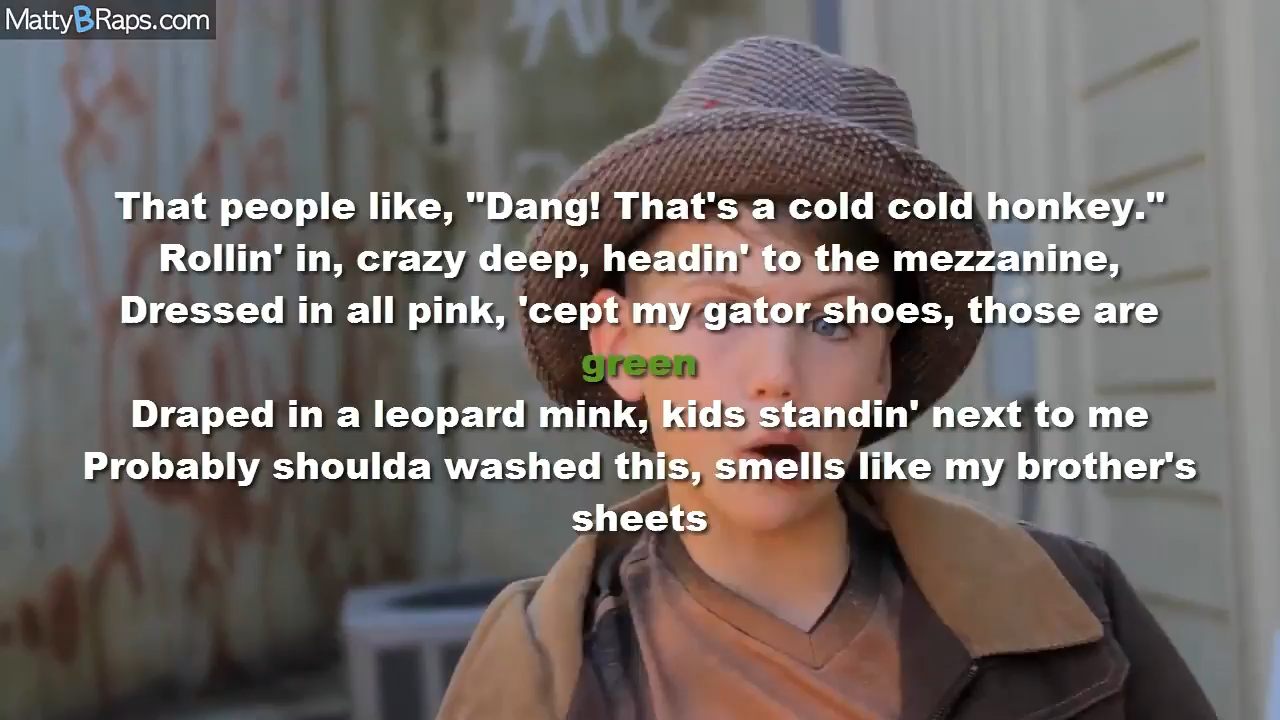 MattyBRaps.com
That people like, "Dang! That's a cold cold honkey."
Rollin' in, crazy deep, headin' to the mezzanine,
Dressed in all pink, 'cept my gator shoes, those are
green
Draped in a leopard mink, kids standin' next to me
Probably shoulda washed this, smells like my brother's
sheets